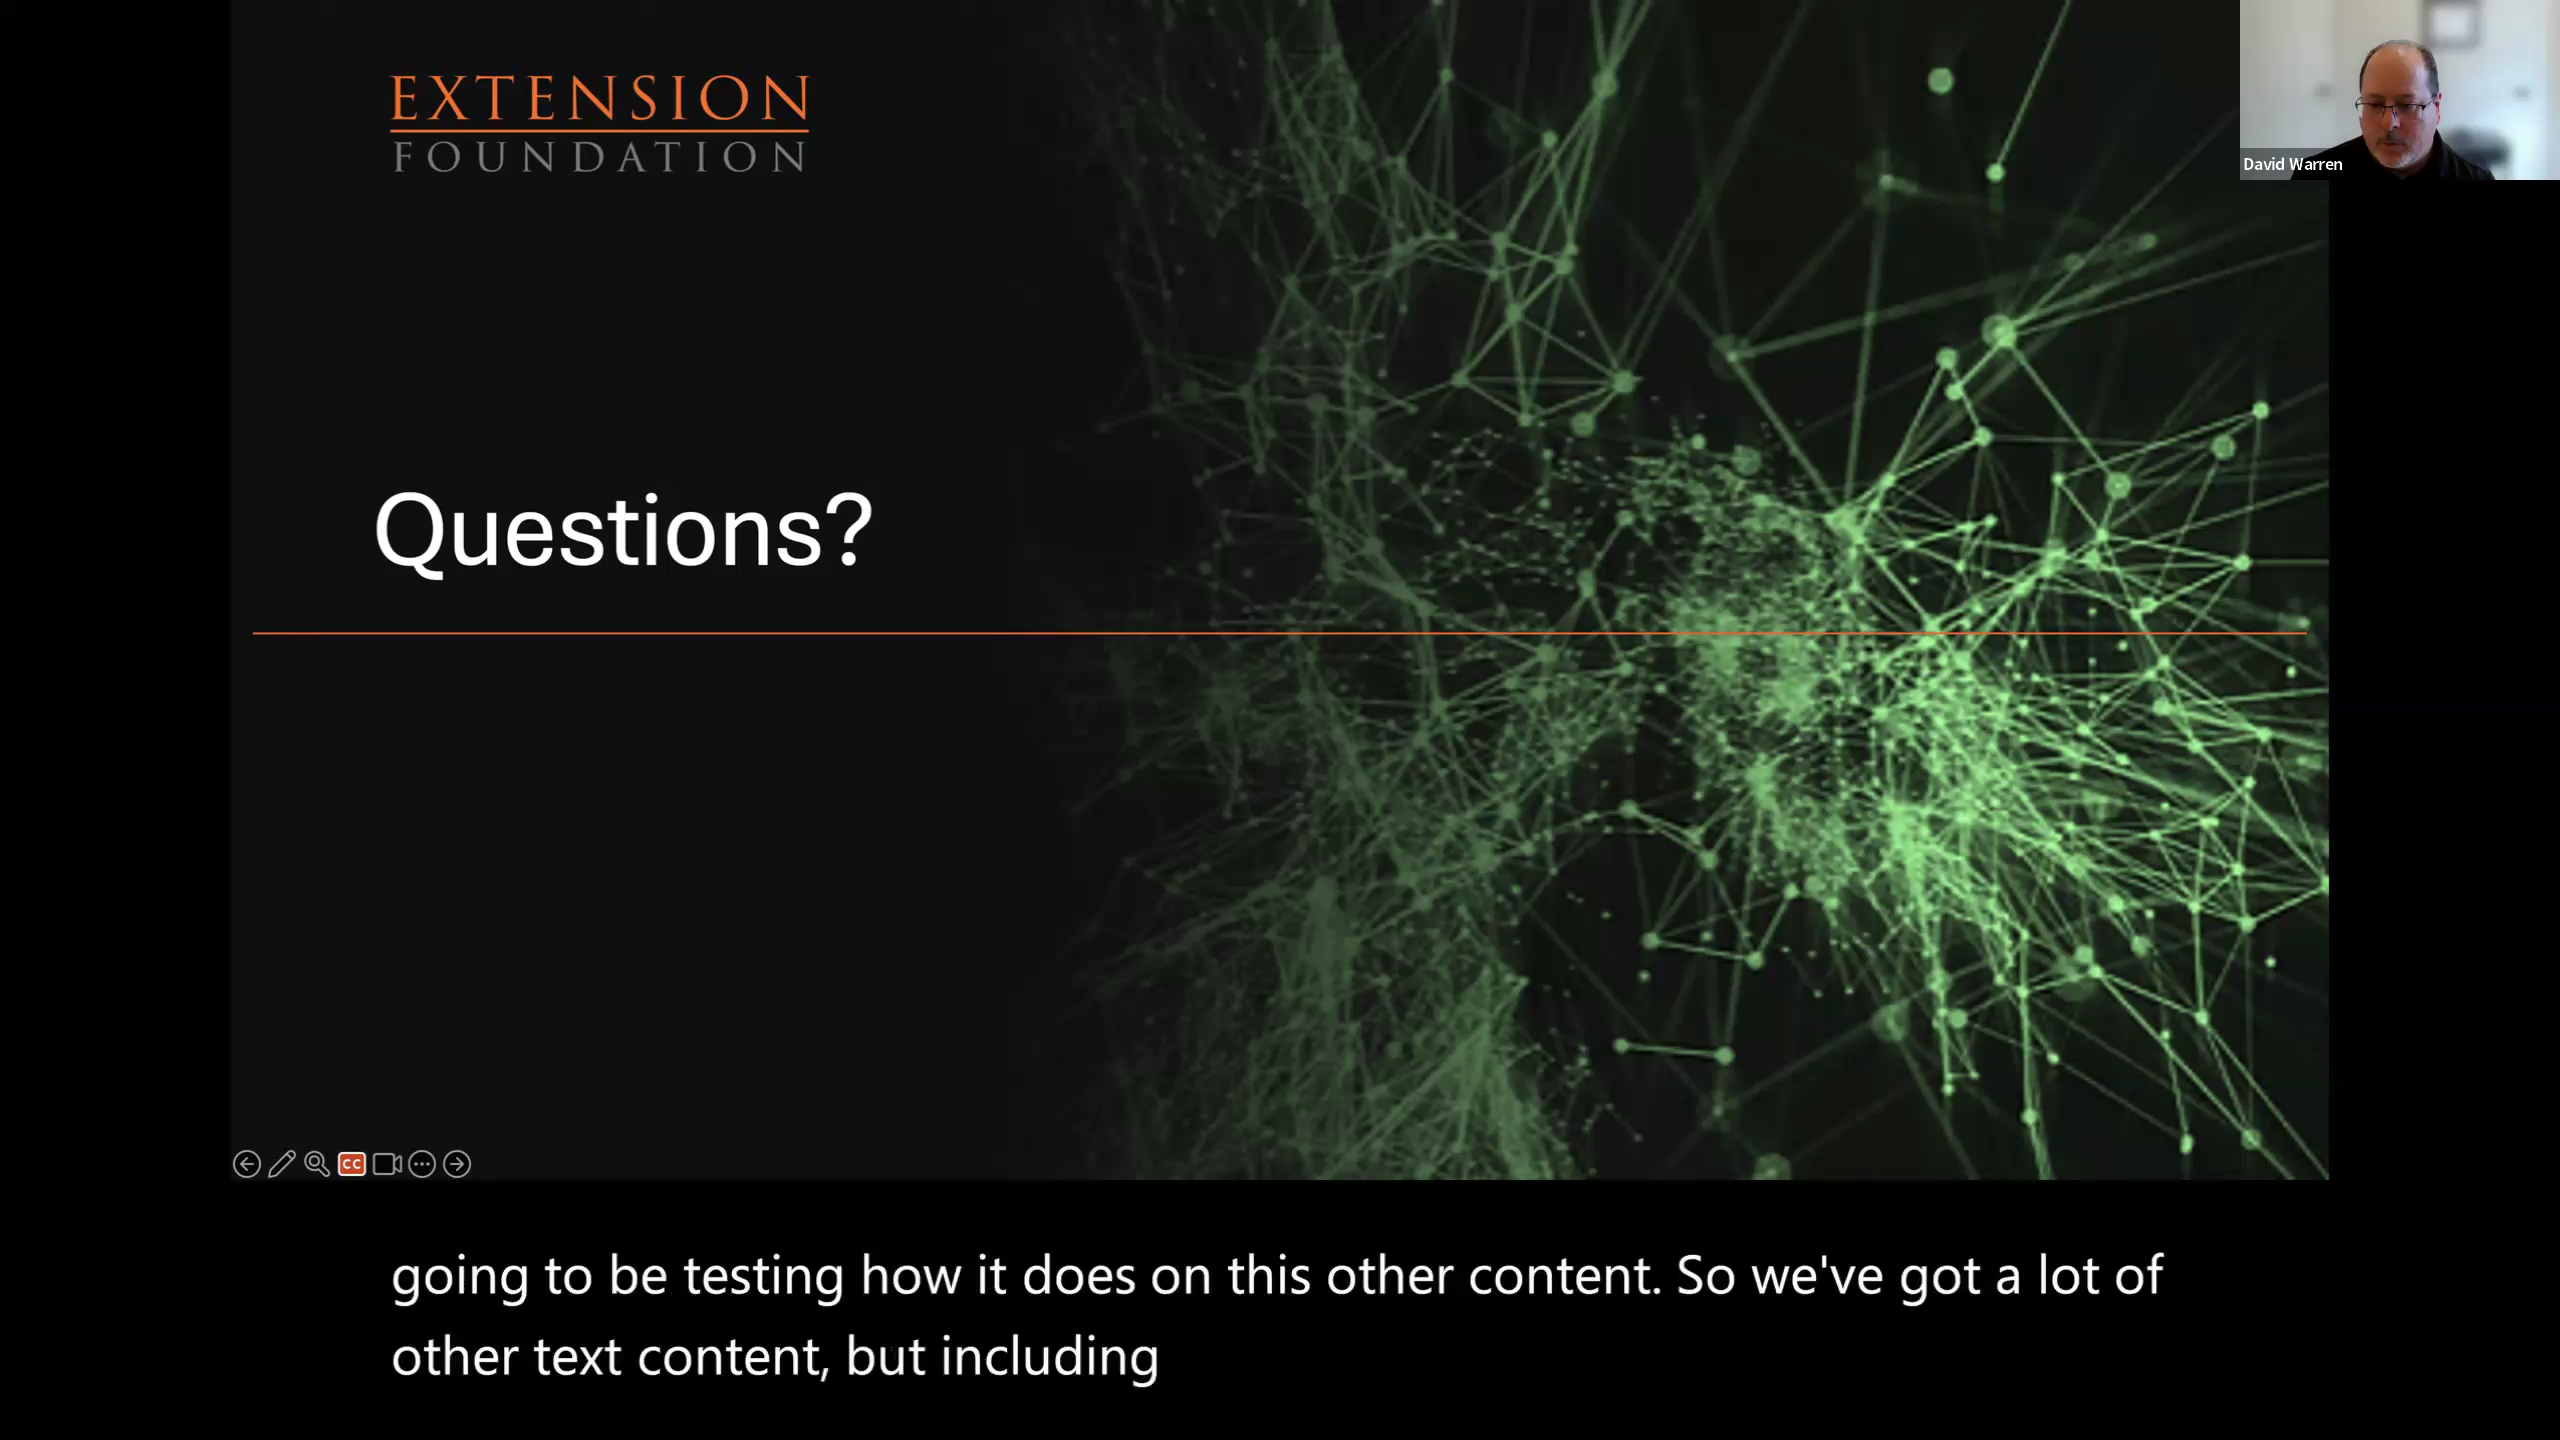 EXTENSION
FOUNDATION
David Warren
Questions?
CC
going to be testing how it does on this other content. So we've got a lot of
other text content, but including